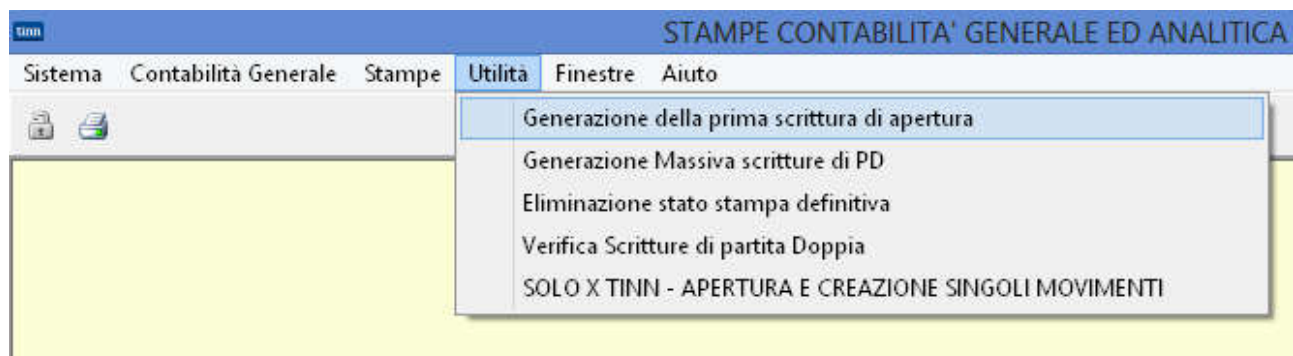 tinn
STAMPE CONTABILITA' GENERALE ED ANALITICA
Sistema Contabilità Generale Stampe Utilità Finestre Aiuto
Generazione della prima scrittura di apertura
Generazione Massiva scritture di PD
Eliminazione stato stampa definitiva
Verifica Scritture di partita Doppia
SOLO X TINN - APERTURA E CREAZIONE SINGOLI MOVIMENTI